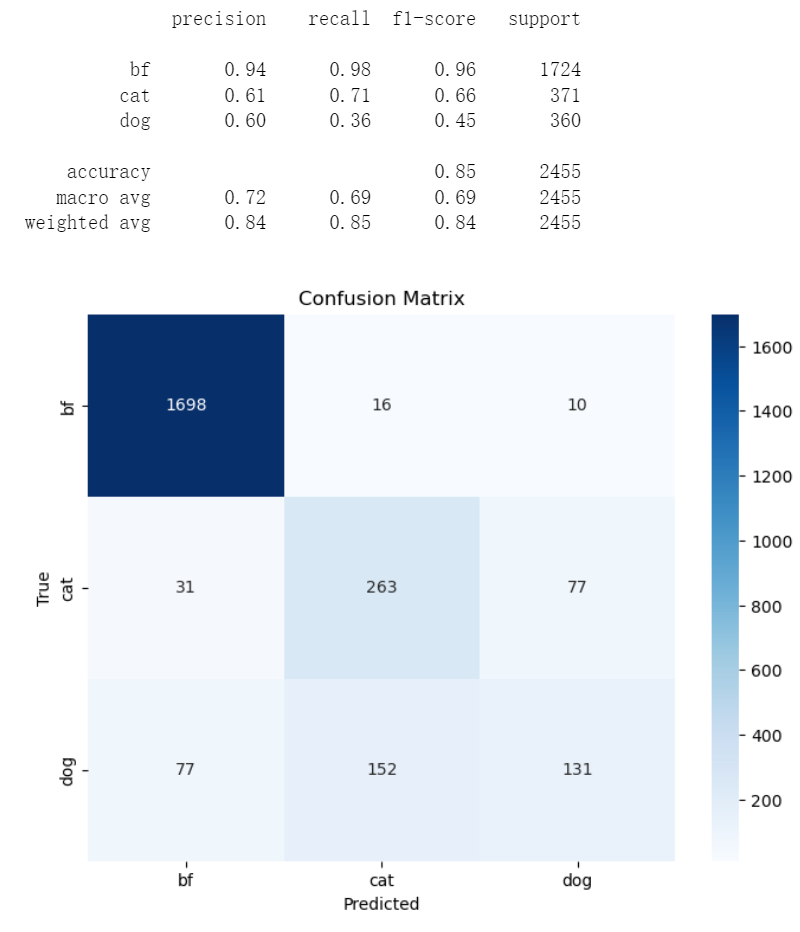 precision recall f1-score support
bf 0.94 0.98 0.96 1724
cat 0.61 0.71 0.66 371
dog 0.60 0.36 0.45 360
accuracy 0.85 2455
macro avg 0.72 0.69 0.69 2455
weighted avg 0.84 0.85 0.84 2455
Confusion Matrix
bf 1698 16 10
cat 31 263 77
dog 77 152 131
True
bf cat dog
Predicted
1600
1400
1200
1000
800
600
400
200